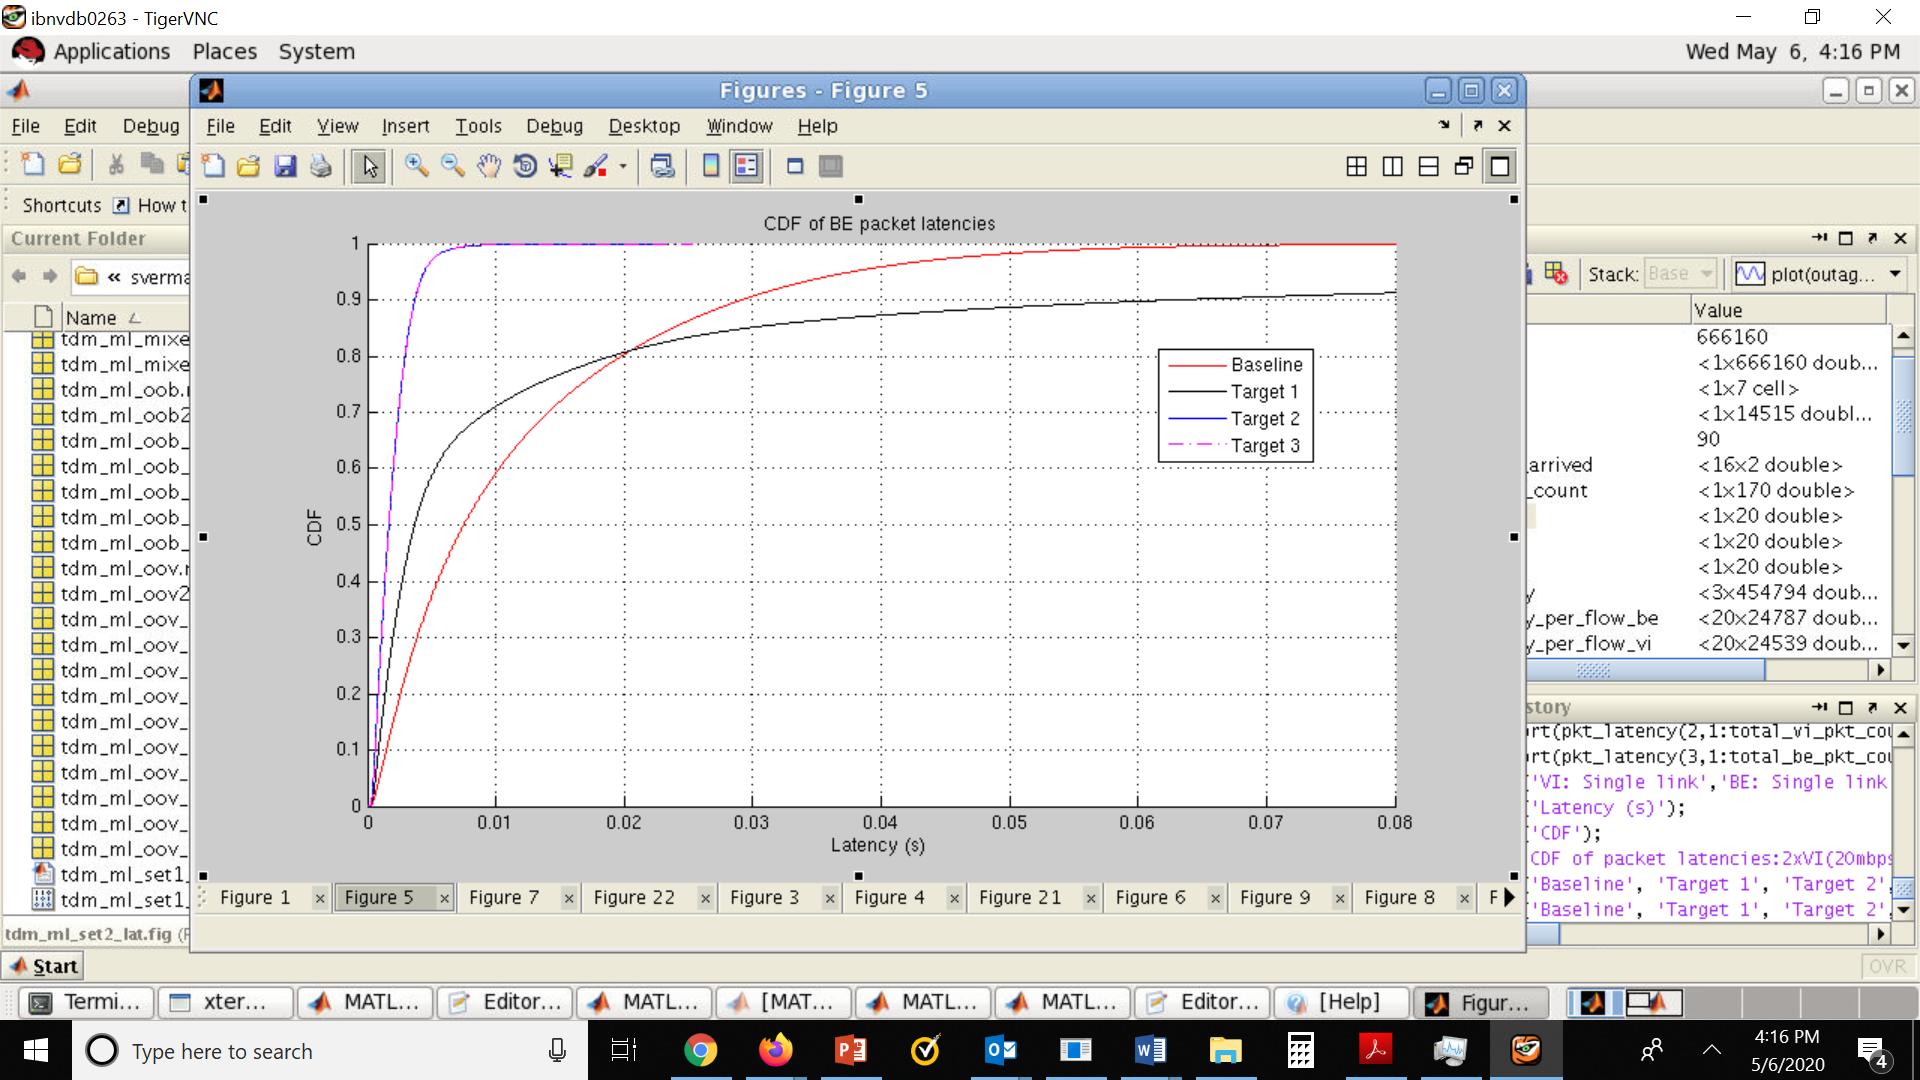 ibnvdb0263 - TigerVNC
Applications Places System
Wed May 6, 4:16 PM
Figures - Figure 5
File Edit Debug
File Edit View Insert Tools Debug Desktop Window Help
Shortcuts How t
Current Folder
« sverma
Stack: Base
plot(outag...
Name
Value
tdm_ml_mixe
tdm_ml_mixe
tdm_ml_oob.
tdm_ml_oob2
tdm_ml_oob_
tdm_ml_oob_
tdm_ml_oob_
tdm_ml_oob_
tdm_ml_oob_
tdm_ml_oov.
tdm_ml_oov2
tdm_ml_oov_
tdm_ml_oov_
tdm_ml_oov_
tdm_ml_oov_
tdm_ml_oov_
tdm_ml_oov_
tdm_ml_oov_
tdm_ml_oov_
tdm_ml_oov_
tdm_ml_oov_
tdm_ml_set1_
tdm_ml_set1_
tdm_ml_set2_lat.fig
Start
CDF of BE packet latencies
1
0.9
0.8
0.7
0.6
0.5
0.4
0.3
0.2
0.1
0
CDF
0 0.01 0.02 0.03 0.04 0.05 0.06 0.07 0.08
Latency (s)
Baseline
Target 1
Target 2
Target 3
Figure 1 Figure 5 Figure 7 Figure 22 Figure 3 Figure 4 Figure 21 Figure 6 Figure 9 Figure 8 F
666160
<1x666160 doub...
<1x7 cell>
<1x14515 doubl...
90
_arrived <16x2 double>
_count <1x170 double>
<1x20 double>
<1x20 double>
<1x20 double>
y <3x454794 doub...
y_per_flow_be <20x24787 doub...
y_per_flow_vi <20x24539 doub...
story
rt(pkt_latency(2,1:total_vi_pkt_cou
rt(pkt_latency(3,1:total_be_pkt_cou
'VI: Single link','BE: Single link
'Latency (s)');
'CDF');
CDF of packet latencies:2xVI(20mbps
'Baseline', 'Target 1', 'Target 2',
'Baseline', 'Target 1', 'Target 2',
OVR
Termi... xter... MATL... Editor... MATL... [MAT... MATL... MATL... Editor... [Help] Figur...
Type here to search
4:16 PM
5/6/2020
4